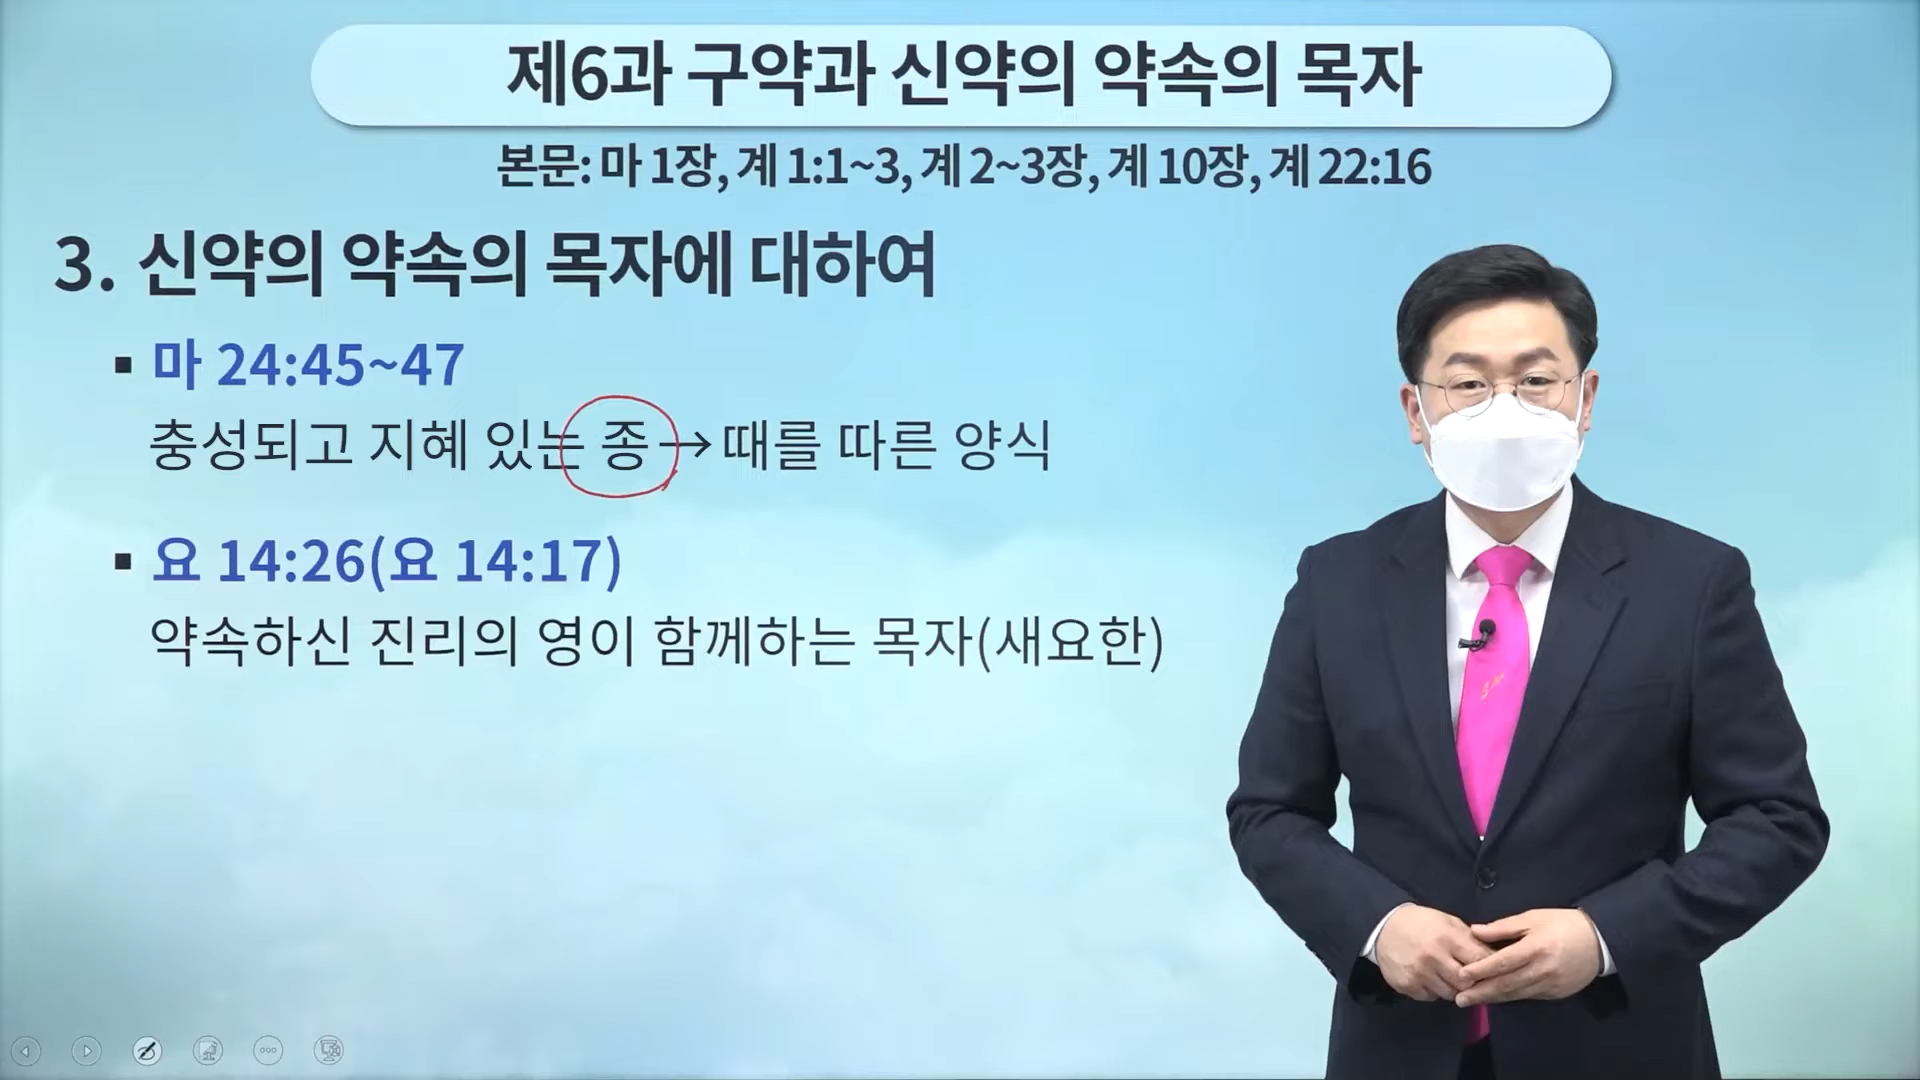 제6과 구약과 신약의 약속의 목자
본문: 마 1장, 계 1:1~3, 계 2~3장, 계 10장, 계 22:16
3. 신약의 약속의 목자에 대하여
▪ 마 24:45~47
충성되고 지혜 있는 종→때를 따른 양식
▪ 요 14:26(요 14:17)
약속하신 진리의 영이 함께하는 목자(새요한)